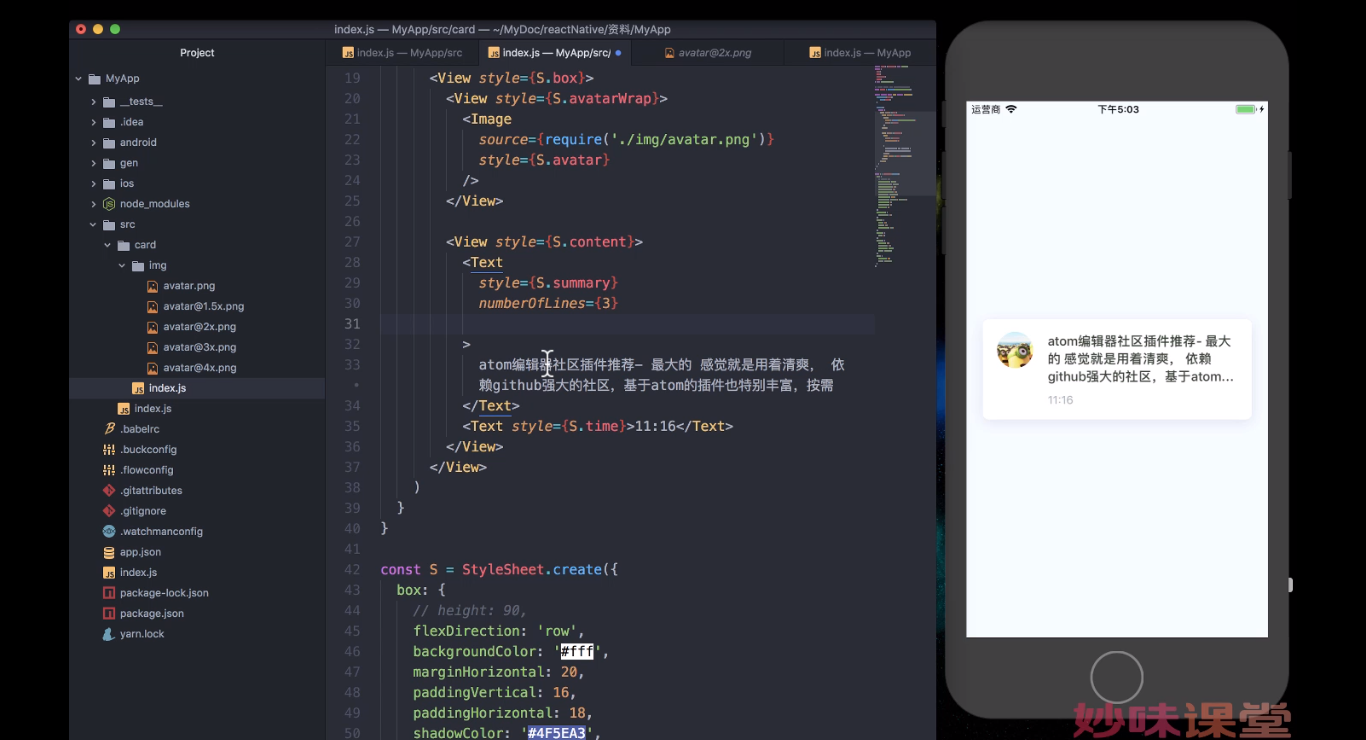 index.js — MyApp/src/card — ~/MyDoc/reactNative/资料/MyApp
Project
index.js — MyApp/src
index.js — MyApp/src/
avatar@2x.png
index.js — MyApp
MyApp
__tests__
.idea
android
gen
ios
node_modules
src
card
img
avatar.png
avatar@1.5x.png
avatar@2x.png
avatar@3x.png
avatar@4x.png
index.js
index.js
.babelrc
.buckconfig
.flowconfig
.gitattributes
.gitignore
.watchmanconfig
app.json
index.js
package-lock.json
package.json
yarn.lock
19 <View style={S.box}>
20 <View style={S.avatarWrap}>
21 <Image
22 source={require('./img/avatar.png')}
23 style={S.avatar}
24 />
25 </View>
26
27 <View style={S.content}>
28 <Text
29 style={S.summary}
30 numberOfLines={3}
31
32 >
33 atom编辑器社区插件推荐- 最大的 感觉就是用着清爽， 依
• 赖github强大的社区，基于atom的插件也特别丰富，按需
34 </Text>
35 <Text style={S.time}>11:16</Text>
36 </View>
37 </View>
38 )
39 }
40 }
41
42 const S = StyleSheet.create({
43 box: {
44 // height: 90,
45 flexDirection: 'row',
46 backgroundColor: '#fff',
47 marginHorizontal: 20,
48 paddingVertical: 16,
49 paddingHorizontal: 18,
50 shadowColor: '#4F5EA3',
运营商 下午5:03
atom编辑器社区插件推荐- 最大
的 感觉就是用着清爽， 依赖
github强大的社区，基于atom...
11:16
妙味课堂